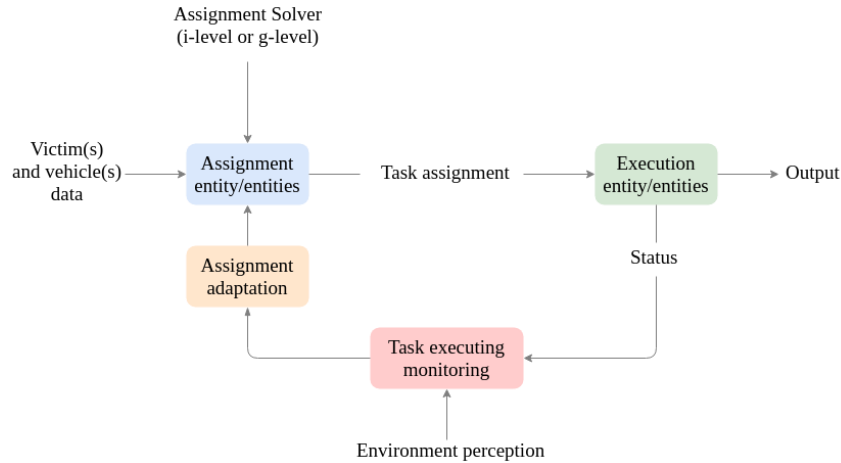 Assignment Solver
(i-level or g-level)
Victim(s)
and vehicle(s)
data
Assignment
entity/entities
Task assignment
Execution
entity/entities
Output
Assignment
adaptation
Status
Task executing
monitoring
Environment perception